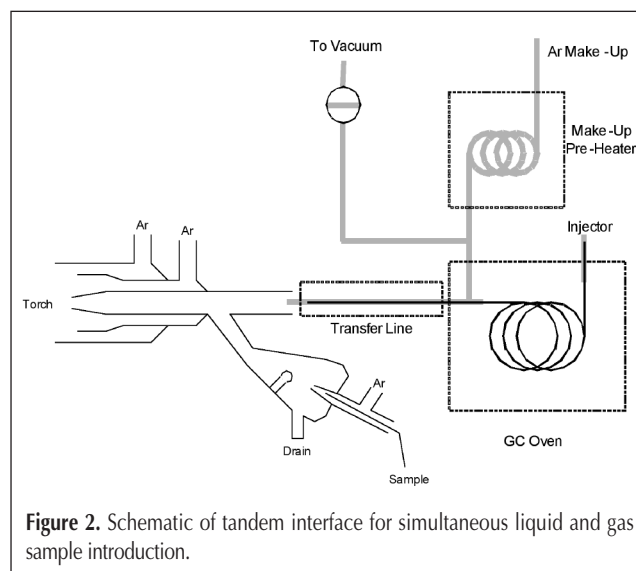 To Vacuum
Ar Make-Up
Make-Up
Pre-Heater
Injector
Ar
Ar
Torch
Transfer Line
Ar
GC Oven
Drain
Sample
Figure 2. Schematic of tandem interface for simultaneous liquid and gas
sample introduction.